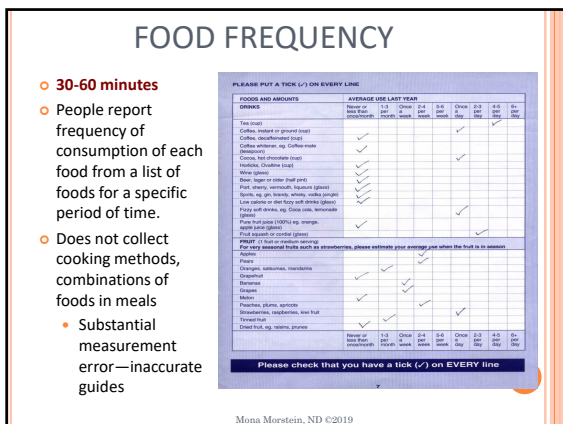 FOOD FREQUENCY
30-60 minutes
People report
frequency of
consumption of each
food from a list of
foods for a specific
period of time.
Does not collect
cooking methods,
combinations of
foods in meals
Substantial
measurement
error—inaccurate
guides
PLEASE PUT A TICK (✓) ON EVERY LINE
FOODS AND AMOUNTS AVERAGE USE LAST YEAR
DRINKS Never or less than once/month 1-3 per month Once a week 2-4 per week 5-6 per week Once a day 2-3 per day 4-5 per day 6+ per day
Tea (cup)
Coffee, instant or ground (cup)
Coffee, decaffeinated (cup)
Coffee whitener, eg. Coffee-mate
(teaspoon)
Cocoa, hot chocolate (cup)
Horlicks, Ovaltine (cup)
Wine (glass)
Beer, lager or cider (half pint)
Port, sherry, vermouth, liqueurs (glass)
Spirits, eg. gin, brandy, whisky, vodka (single)
Low calorie or diet fizzy soft drinks (glass)
Fizzy soft drinks, eg. Coca cola, lemonade
(glass)
Pure fruit juice (100%) eg. orange,
apple juice (glass)
Fruit squash or cordial (glass)
FRUIT (1 fruit or medium serving)
For very seasonal fruits such as strawberries, please estimate your average use when the fruit is in season
Apples
Pears
Oranges, satsumas, mandarins
Grapefruit
Bananas
Grapes
Melon
Peaches, plums, apricots
Strawberries, raspberries, kiwi fruit
Tinned fruit
Dried fruit, eg. raisins, prunes
Never or less than once/month 1-3 per month Once a week 2-4 per week 5-6 per week Once a day 2-3 per day 4-5 per day 6+ per day
Please check that you have a tick (✓) on EVERY line
7
Mona Morstein, ND ©2019